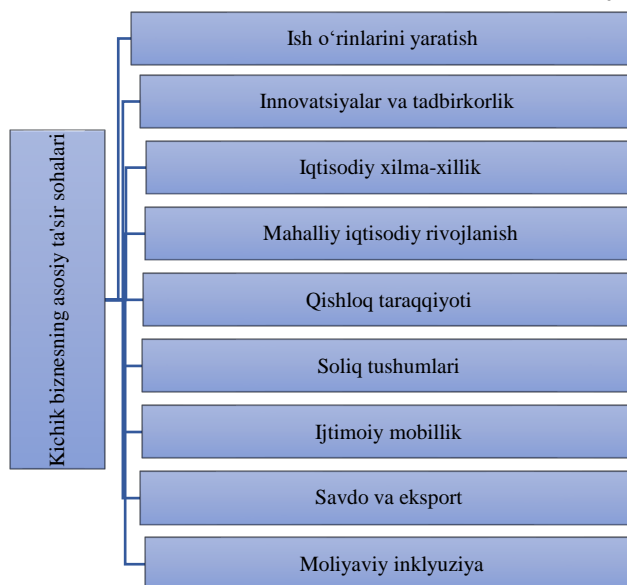 Kichik biznesning asosiy ta'sir sohalari
Ish o‘rinlarini yaratish
Innovatsiyalar va tadbirkorlik
Iqtisodiy xilma-xillik
Mahalliy iqtisodiy rivojlanish
Qishloq taraqqiyoti
Soliq tushumlari
Ijtimoiy mobillik
Savdo va eksport
Moliyaviy inklyuziya